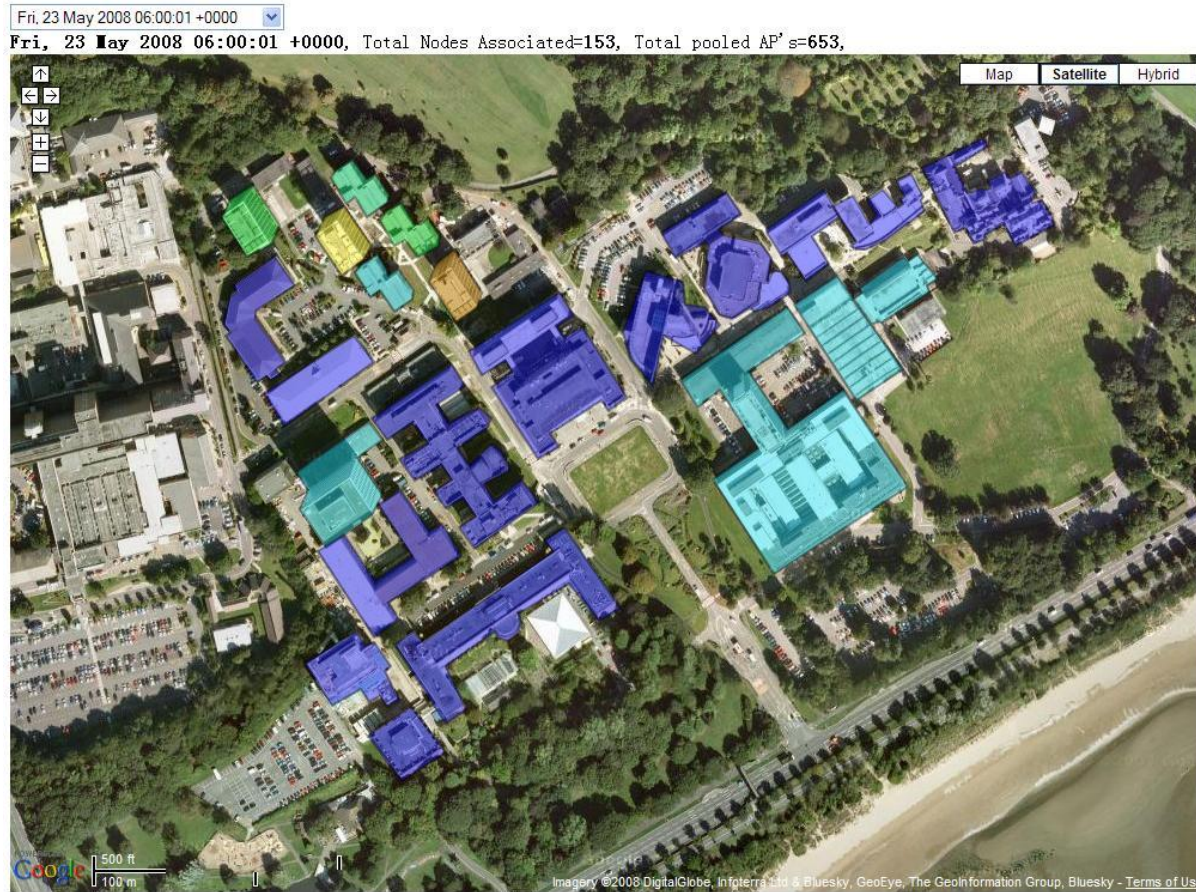 Fri, 23 May 2008 06:00:01 +0000
Fri, 23 May 2008 06:00:01 +0000, Total Nodes Associated=153, Total pooled AP's=653,
Map Satellite Hybrid
500 ft
100 m
Google
Imagery ©2008 DigitalGlobe, Infoterra Ltd & Bluesky, GeoEye, The GeoInformation Group, Bluesky - Terms of Us